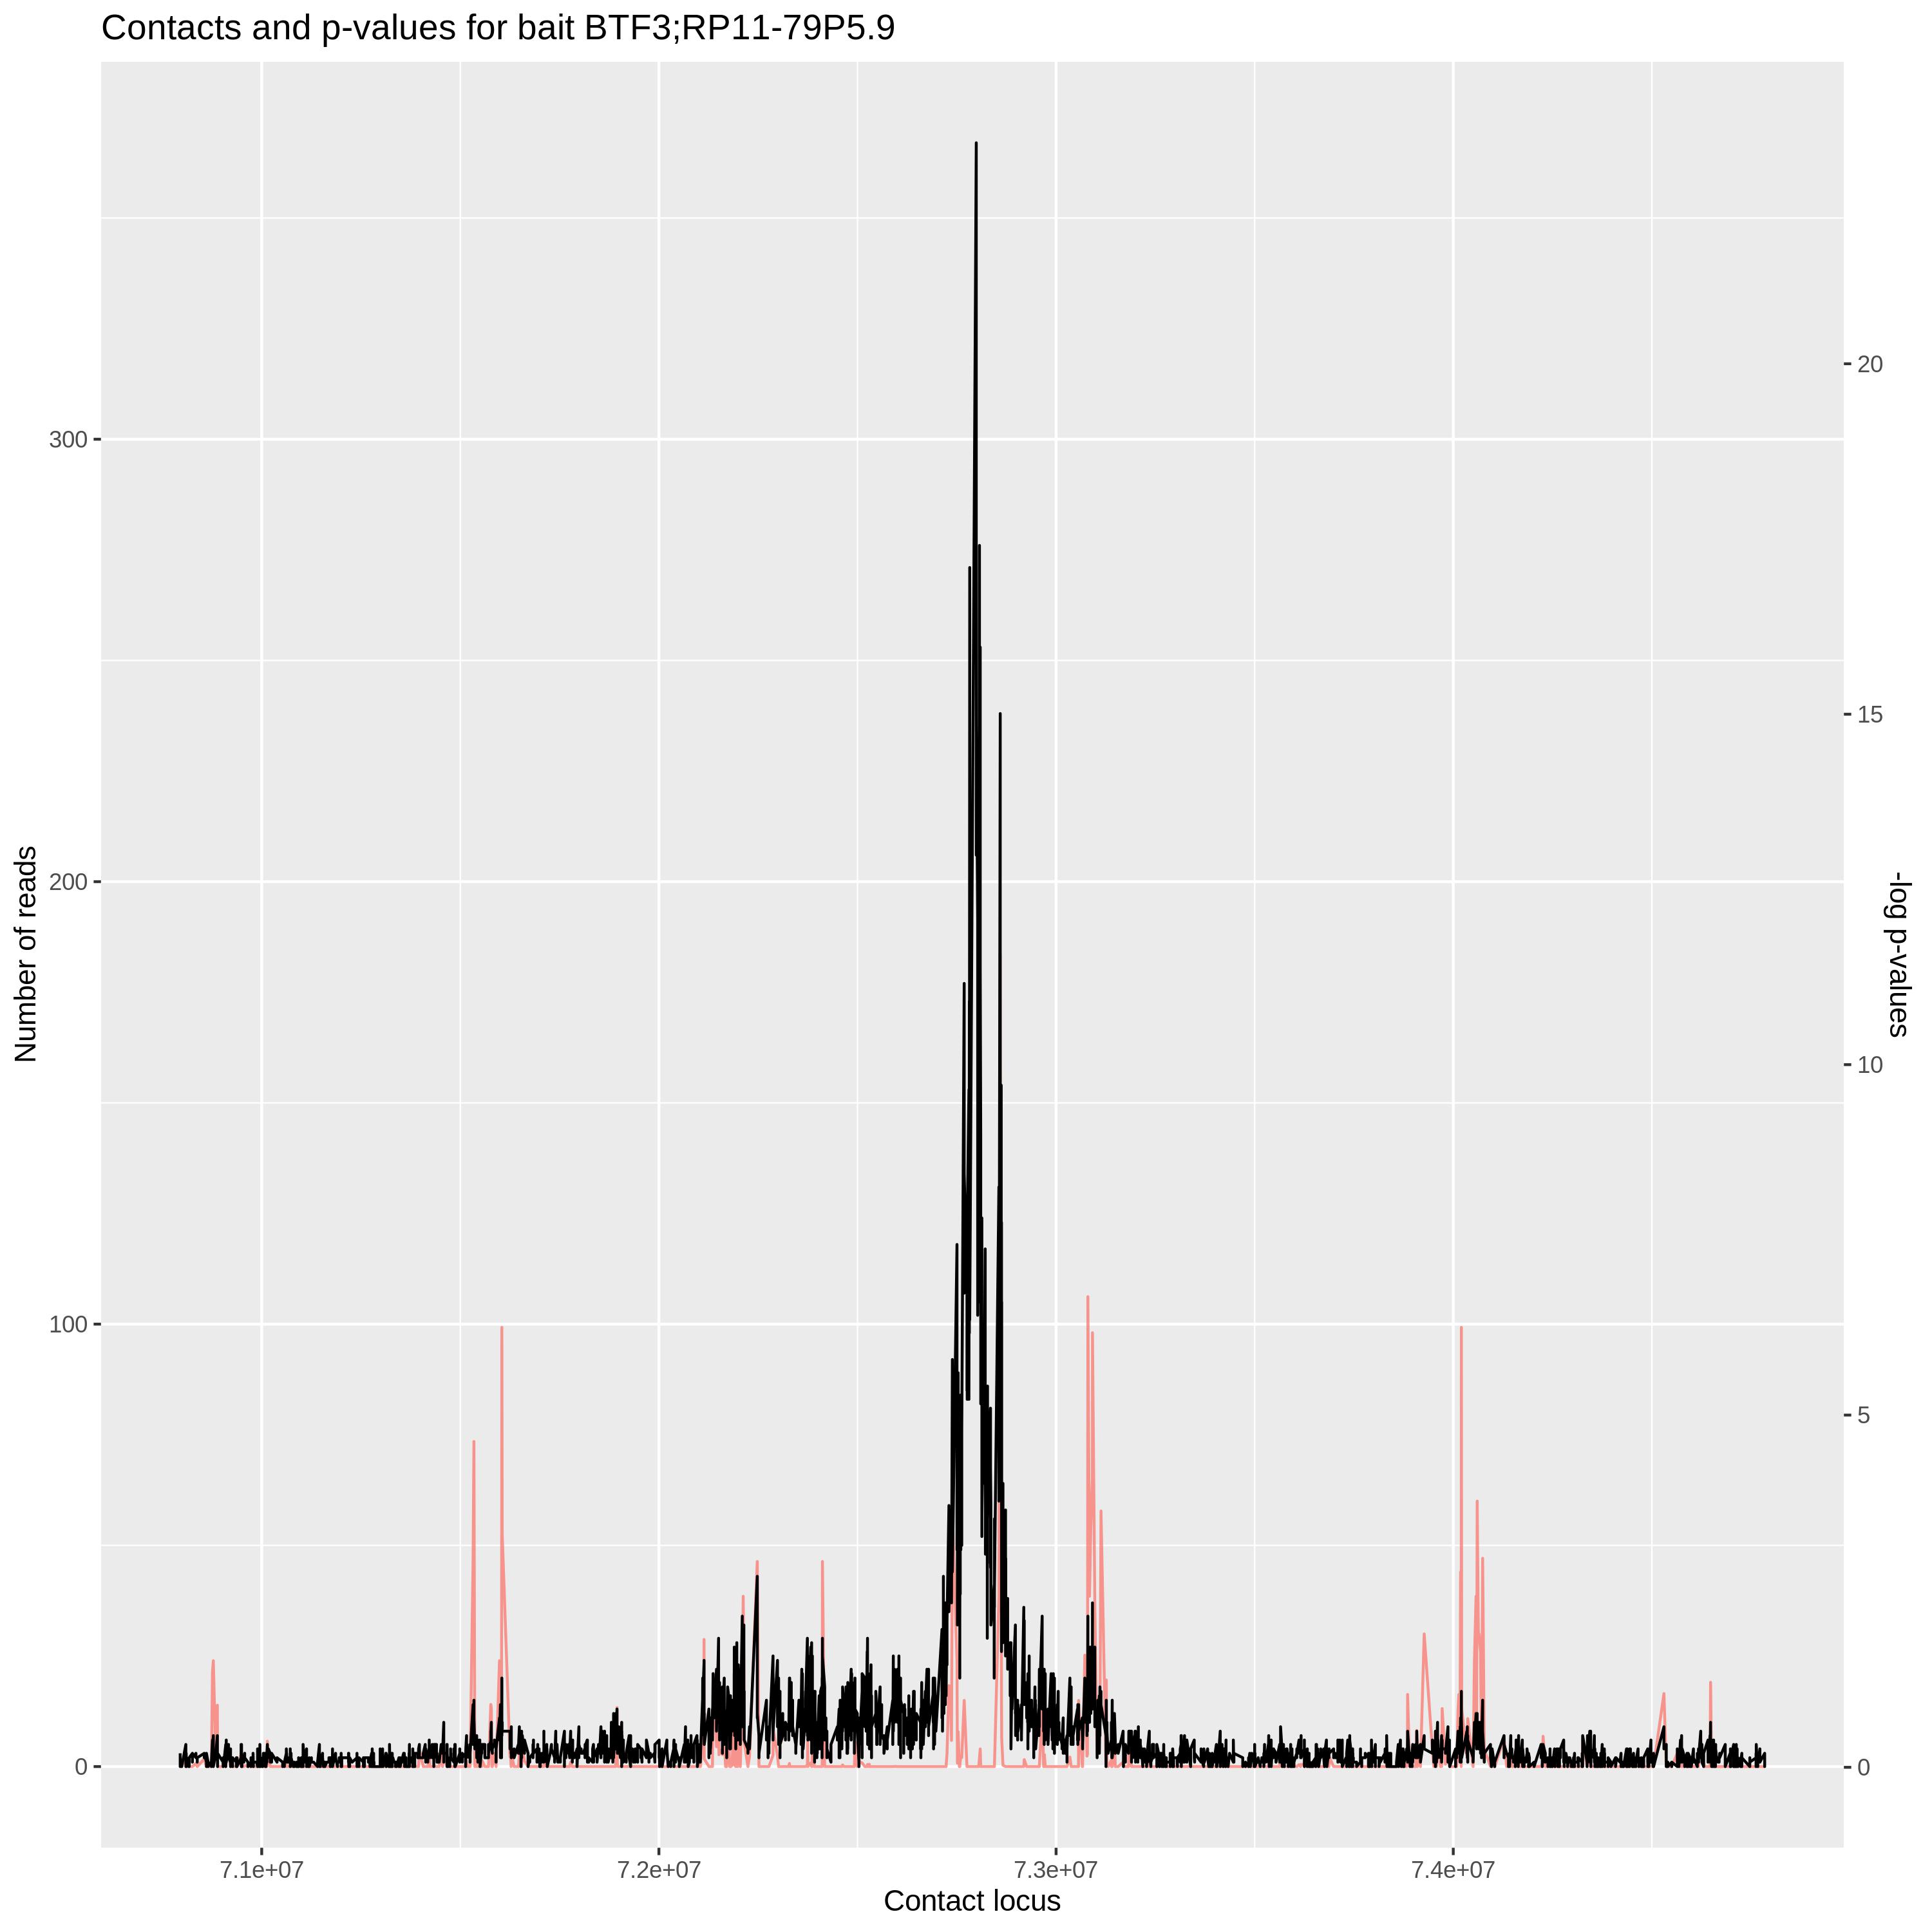 Contacts and p-values for bait BTF3;RP11-79P5.9
300
200
100
0
Number of reads
20
15
10
5
0
-log p-values
7.1e+07
7.2e+07
7.3e+07
7.4e+07
Contact locus